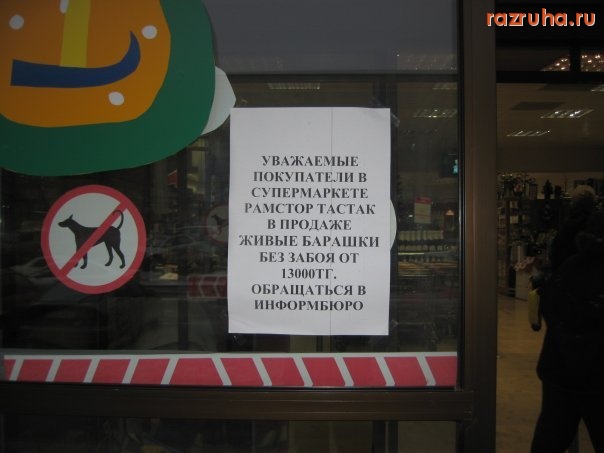 razruha.ru
УВАЖАЕМЫЕ
ПОКУПАТЕЛИ В
СУПЕРМАРКЕТЕ
РАМСТОР ТАСТАК
В ПРОДАЖЕ
ЖИВЫЕ БАРАШКИ
БЕЗ ЗАБОЯ ОТ
13000ТГ.
ОБРАЩАТЬСЯ В
ИНФОРМБЮРО